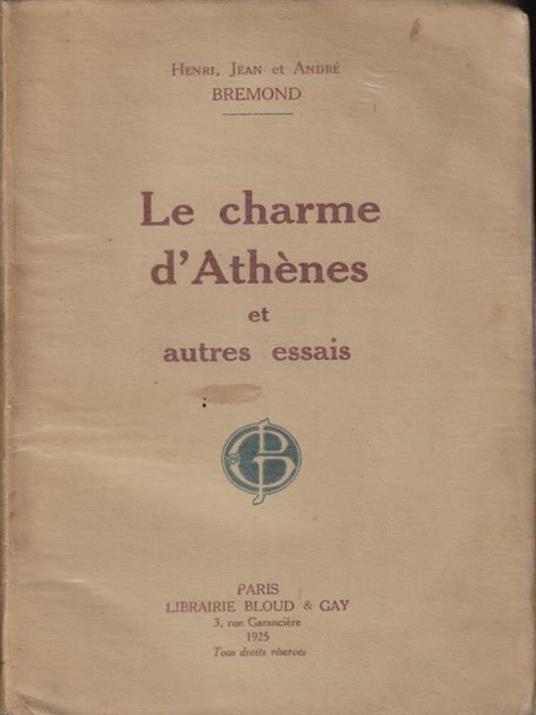 Henri, Jean et André
BREMOND
Le charme
d'Athènes
et
autres essais
PARIS
LIBRAIRIE BLOUD & GAY
3, rue Garancière
1925
Tous droits réservés